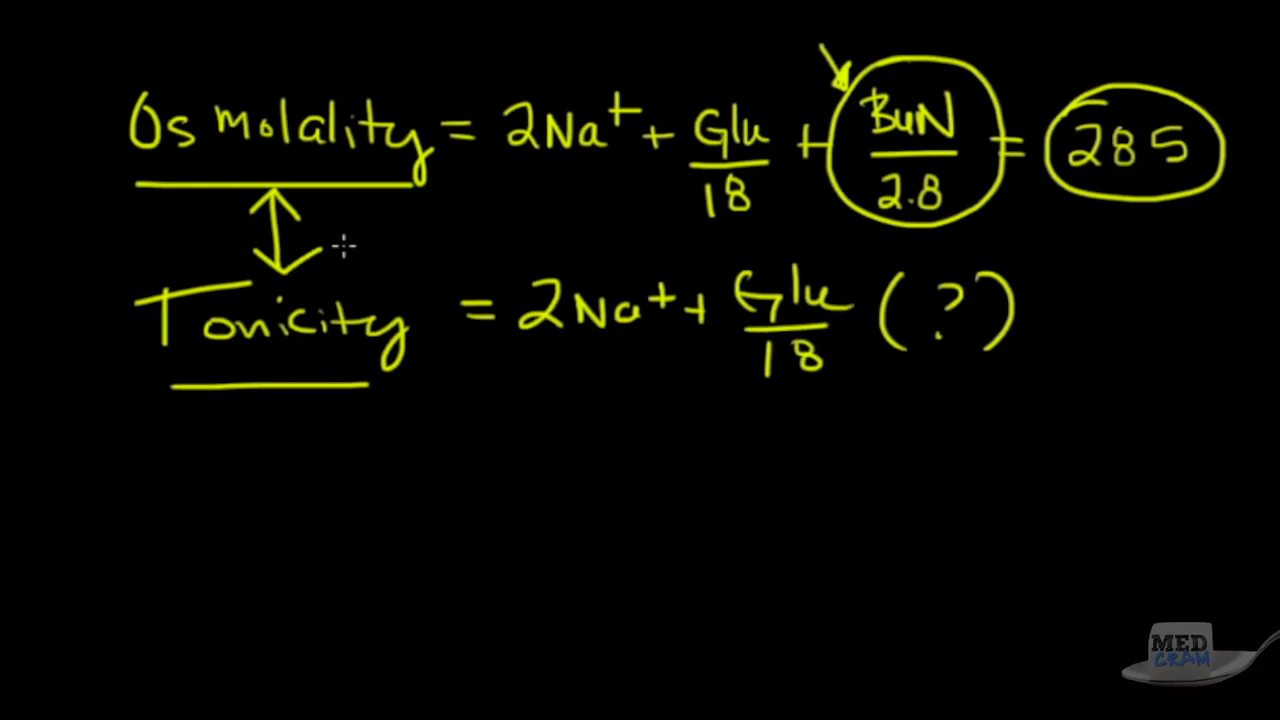 Osmolality = 2Na+ + Glu/18 + BuN/2.8 = 285
Tonicity = 2Na+ + Glu/18 (?)
MED
CRAM